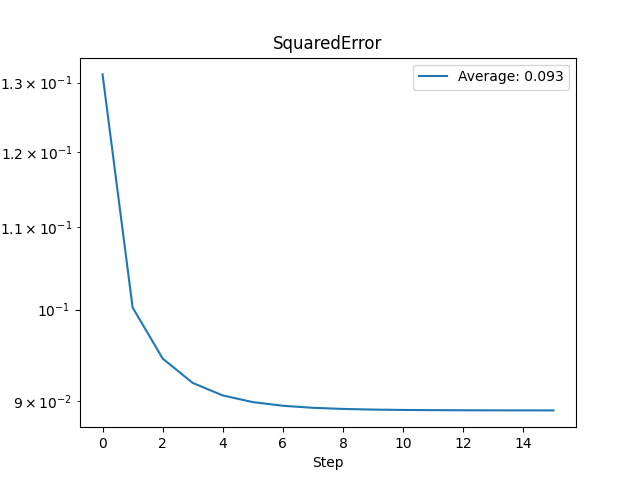 SquaredError
Average: 0.093
1.3 × 10⁻¹
1.2 × 10⁻¹
1.1 × 10⁻¹
10⁻¹
9 × 10⁻²
0 2 4 6 8 10 12 14
Step